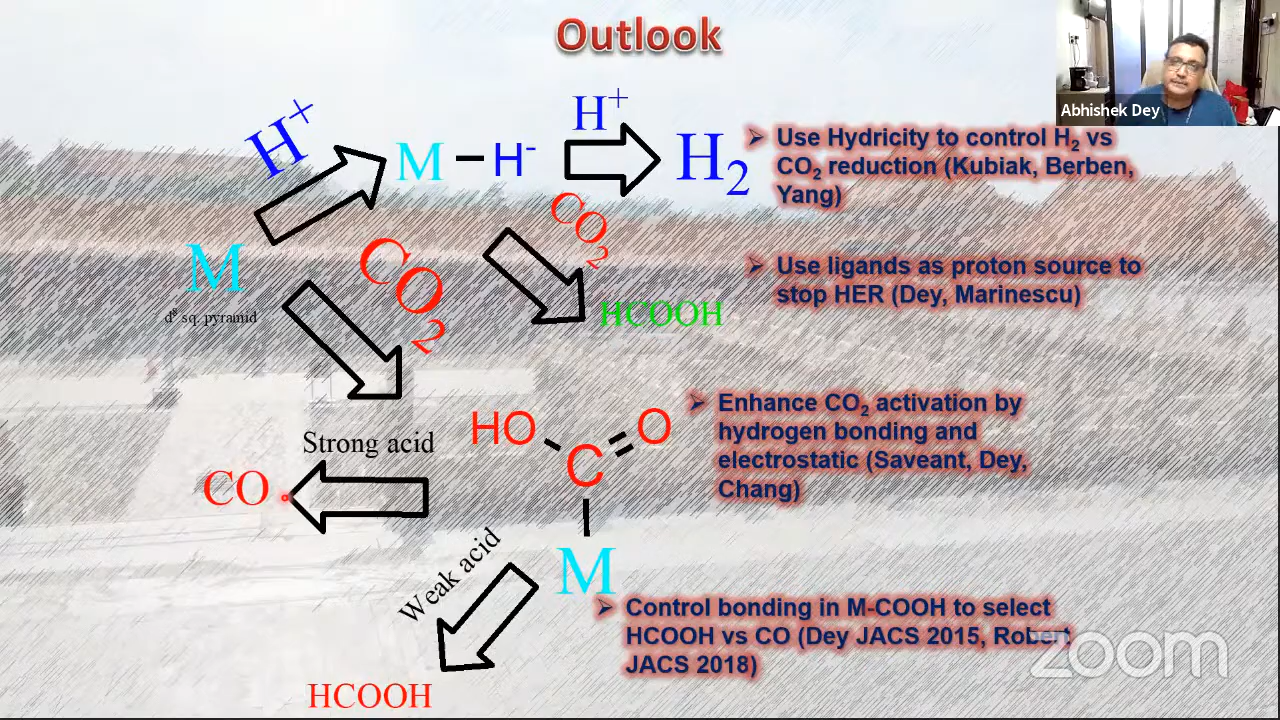 Outlook
Abhishek Dey
H⁺
H⁺
M – H⁻
H₂
CO₂
M
d⁸ sq. pyramid
CO₂
HCOOH
➢ Use Hydricity to control H₂ vs
CO₂ reduction (Kubiak, Berben,
Yang)
➢ Use ligands as proton source to
stop HER (Dey, Marinescu)
➢ Enhance CO₂ activation by
hydrogen bonding and
electrostatic (Saveant, Dey,
Chang)
Strong acid
CO
HO
O
C
M
Weak acid
HCOOH
➢ Control bonding in M-COOH to select
HCOOH vs CO (Dey JACS 2015, Robert
JACS 2018)
zoom